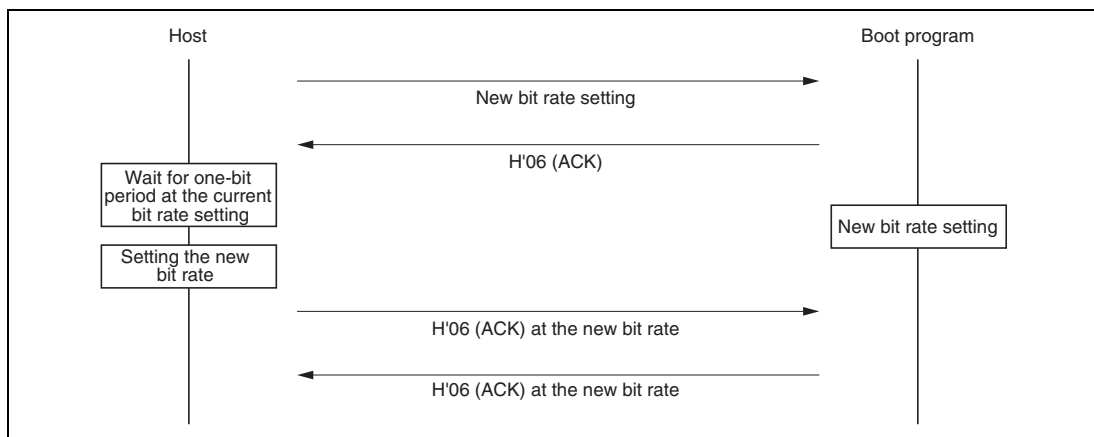 Host
Boot program
New bit rate setting
H'06 (ACK)
Wait for one-bit
period at the current
bit rate setting
New bit rate setting
Setting the new
bit rate
H'06 (ACK) at the new bit rate
H'06 (ACK) at the new bit rate